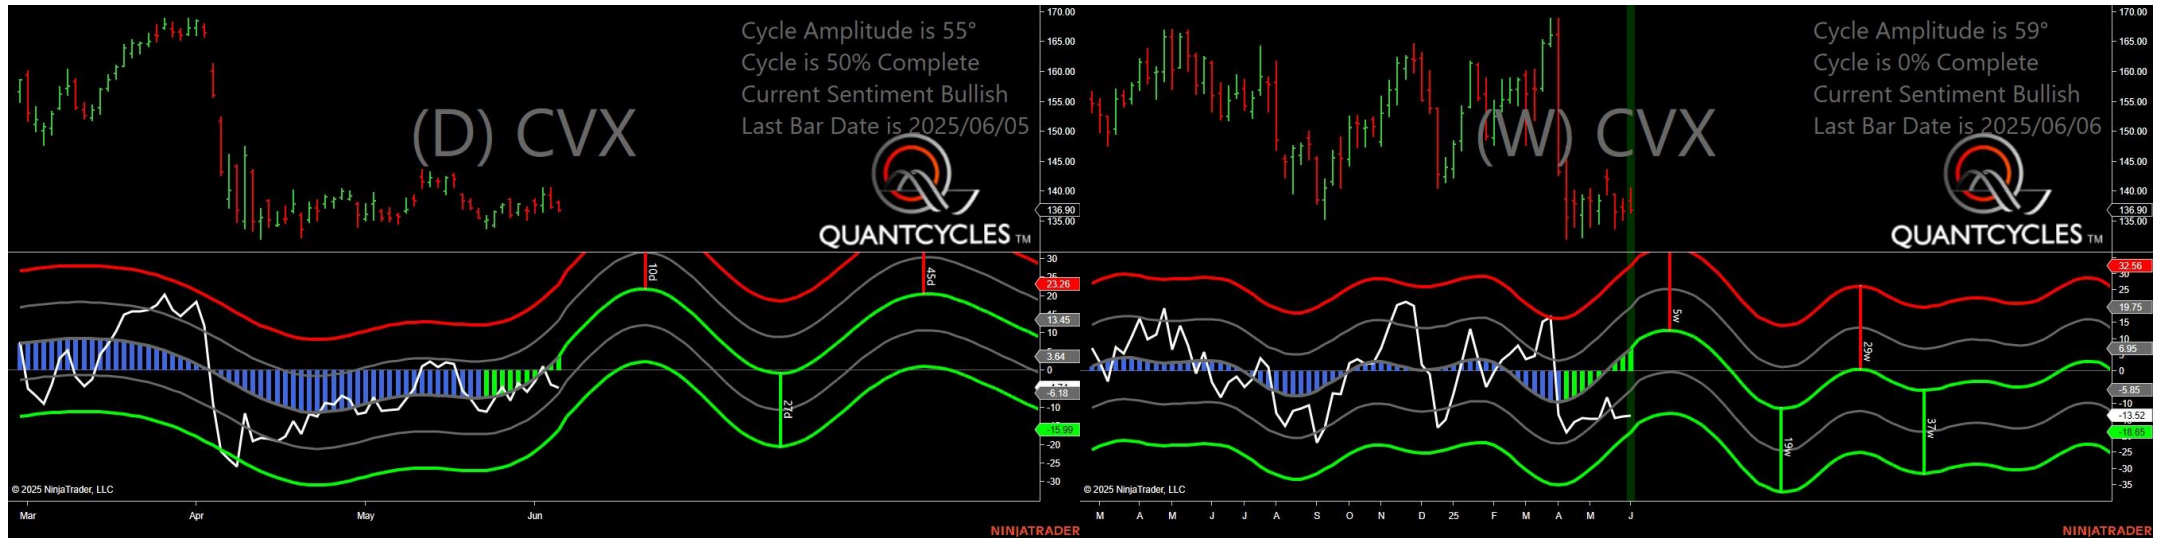 Cycle Amplitude is 55°
Cycle is 50% Complete
Current Sentiment Bullish
Last Bar Date is 2025/06/05
(D) CVX
QUANTCYCLES TM
170.00
165.00
160.00
155.00
150.00
145.00
140.00
136.90
135.00
30
23.26
20
13.45
10
3.64
0
-6.18
-10
-15.99
-20
-25
-30
10d
27d
45d
© 2025 NinjaTrader, LLC
Mar Apr May Jun
NINJATRADER
Cycle Amplitude is 59°
Cycle is 0% Complete
Current Sentiment Bullish
Last Bar Date is 2025/06/06
(W) CVX
QUANTCYCLES TM
170.00
165.00
160.00
155.00
150.00
145.00
140.00
136.90
135.00
32.56
30
25
19.75
15
10
6.95
0
-5.85
-10
-13.52
-18.65
-25
-30
-35
5w
19w
29w
37w
© 2025 NinjaTrader, LLC
M A M J J A S O N D 25 F M A M J
NINJATRADER